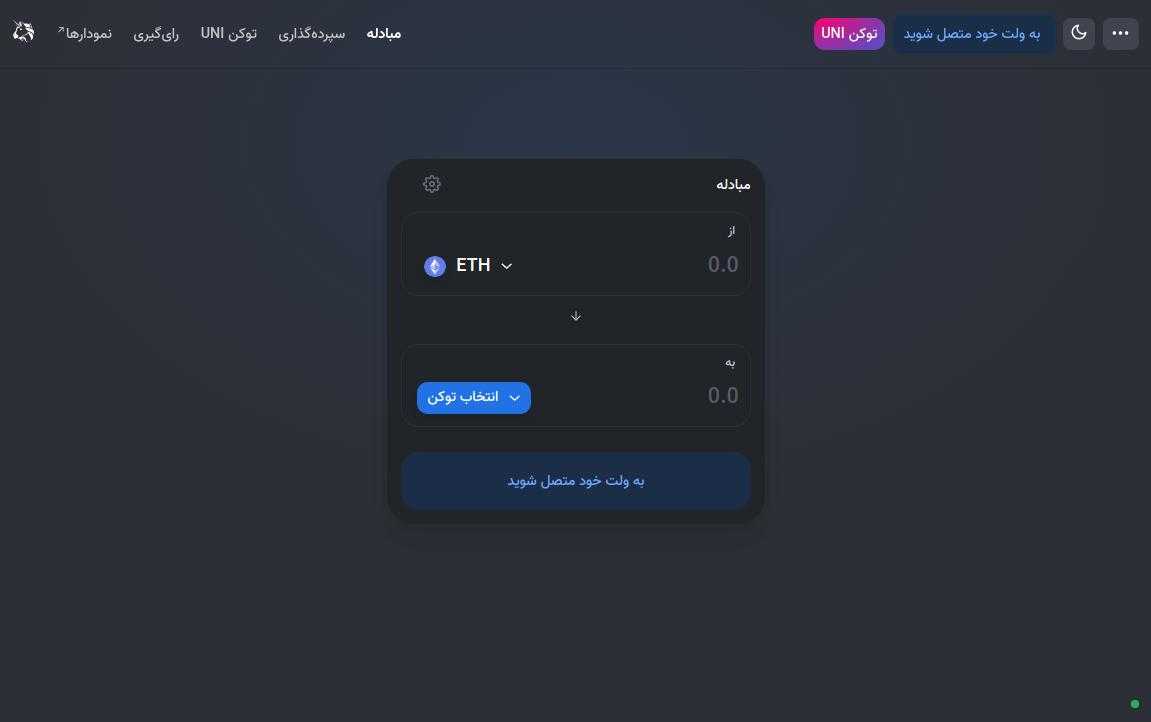 مبادله
سپرده‌گذاری
توکن UNI
رای‌گیری
نمودارها↗
توکن UNI
به ولت خود متصل شوید
مبادله
از
0.0
ETH
به
0.0
انتخاب توکن
به ولت خود متصل شوید